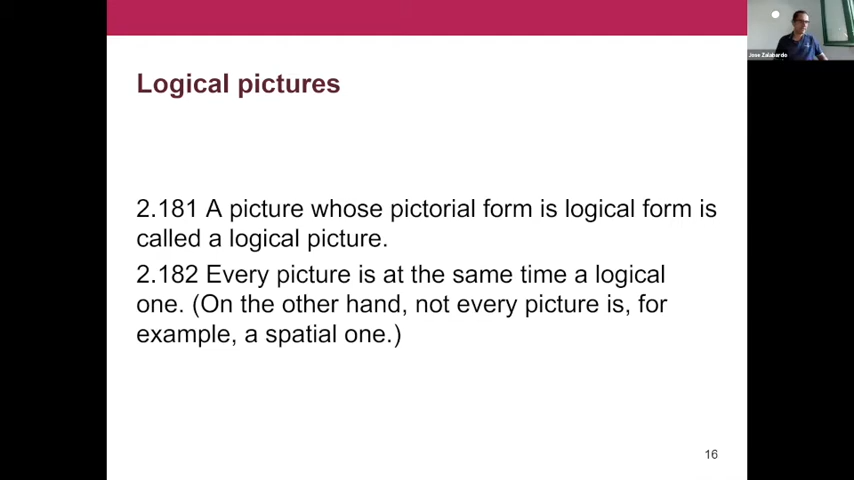 Jose Zalabardo
Logical pictures
2.181 A picture whose pictorial form is logical form is
called a logical picture.
2.182 Every picture is at the same time a logical
one. (On the other hand, not every picture is, for
example, a spatial one.)
16